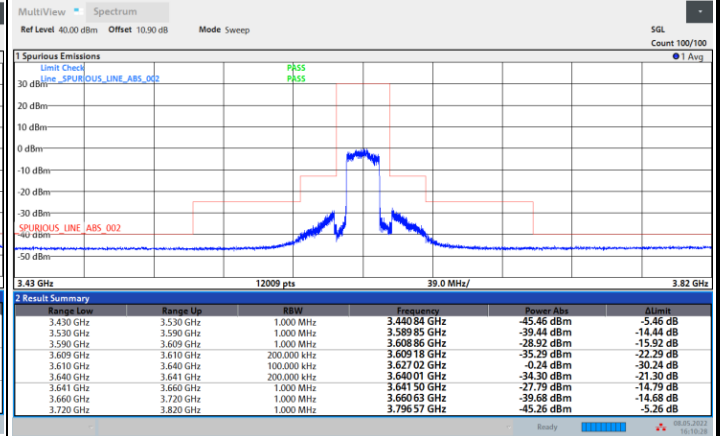 MultiView Spectrum
Ref Level 40.00 dBm Offset 10.90 dB Mode Sweep SGL
Count 100/100
1 Spurious Emissions 1 Avg
Limit Check PASS
Line _SPURIOUS_LINE_ABS_002 PASS
30 dBm
20 dBm
10 dBm
0 dBm
-10 dBm
-20 dBm
-30 dBm
SPURIOUS_LINE_ABS_002
-40 dBm
-50 dBm
3.43 GHz 12009 pts 39.0 MHz/ 3.82 GHz
2 Result Summary
Range Low Range Up RBW Frequency Power Abs ΔLimit
3.430 GHz 3.530 GHz 1.000 MHz 3.440 84 GHz -45.46 dBm -5.46 dB
3.530 GHz 3.590 GHz 1.000 MHz 3.589 85 GHz -39.44 dBm -14.44 dB
3.590 GHz 3.609 GHz 1.000 MHz 3.608 86 GHz -28.92 dBm -15.92 dB
3.609 GHz 3.610 GHz 200.000 kHz 3.609 18 GHz -35.29 dBm -22.29 dB
3.610 GHz 3.640 GHz 100.000 kHz 3.627 02 GHz -0.24 dBm -30.24 dB
3.640 GHz 3.641 GHz 200.000 kHz 3.640 01 GHz -34.30 dBm -21.30 dB
3.641 GHz 3.660 GHz 1.000 MHz 3.641 50 GHz -27.79 dBm -14.79 dB
3.660 GHz 3.720 GHz 1.000 MHz 3.660 63 GHz -39.68 dBm -14.68 dB
3.720 GHz 3.820 GHz 1.000 MHz 3.796 57 GHz -45.26 dBm -5.26 dB
Ready 08.05.2022
16:10:28